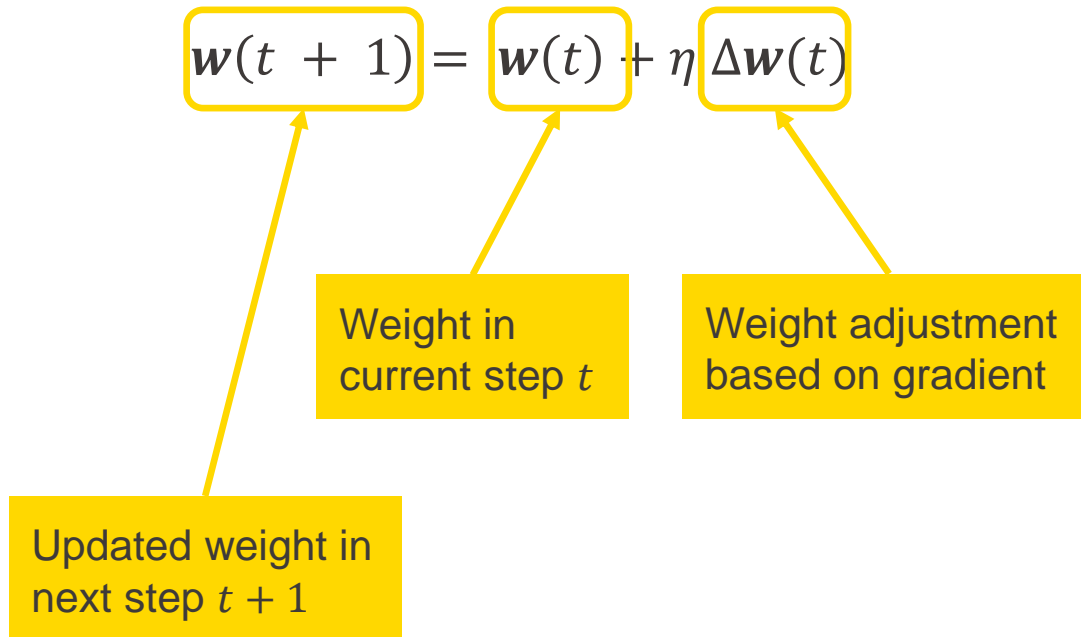 w(t + 1) = w(t) + η Δw(t)
Weight in
current step t
Weight adjustment
based on gradient
Updated weight in
next step t + 1